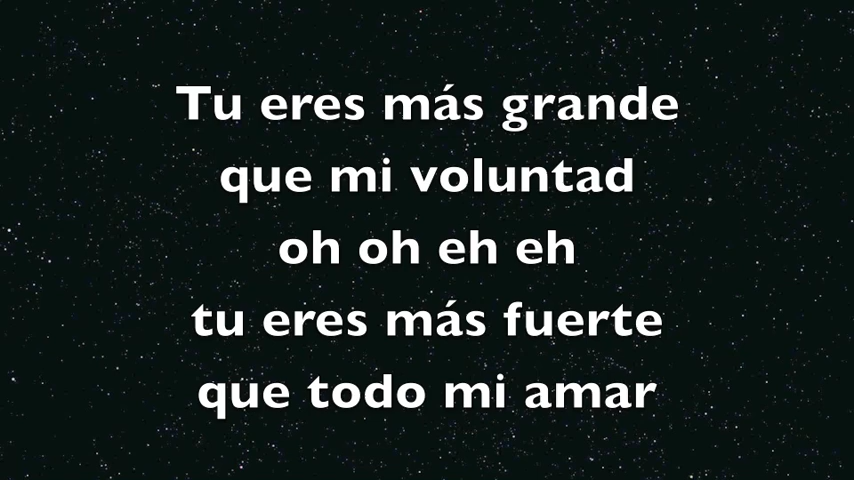 Tu eres más grande
que mi voluntad
oh oh eh eh
tu eres más fuerte
que todo mi amar